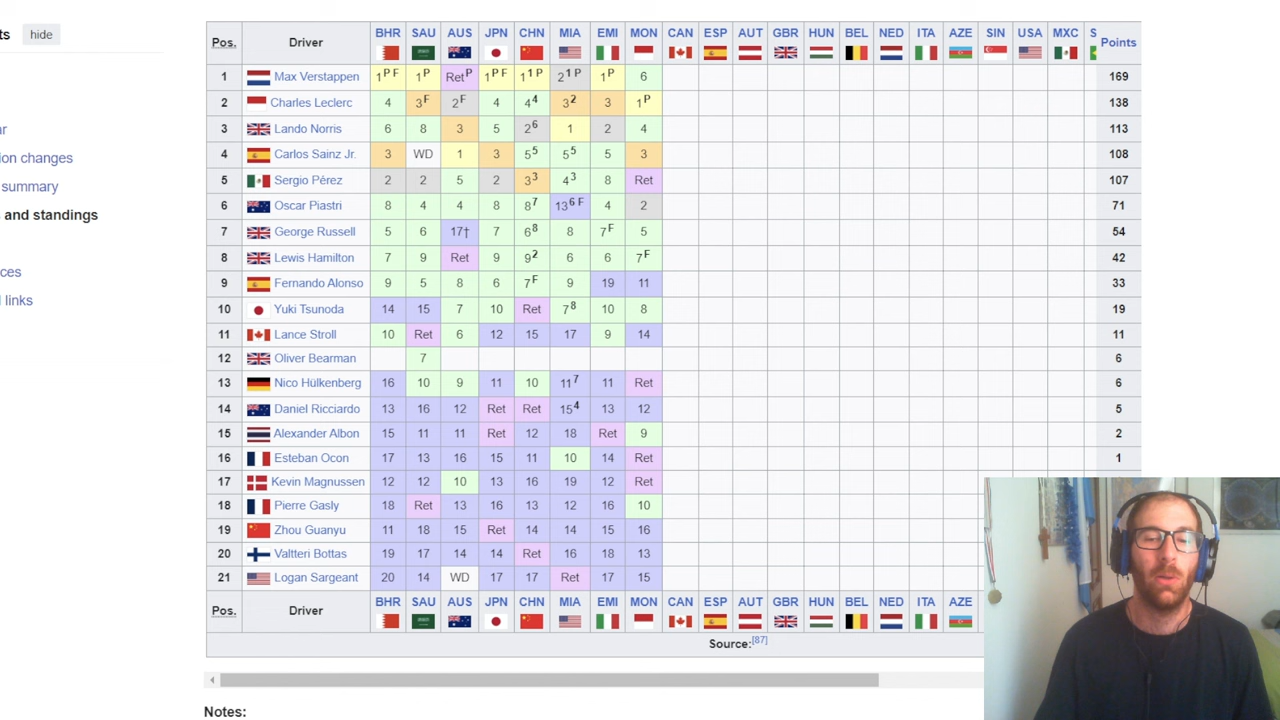 ts hide
ar
ion changes
summary
and standings
ces
l links
Pos. Driver BHR SAU AUS JPN CHN MIA EMI MON CAN ESP AUT GBR HUN BEL NED ITA AZE SIN USA MXC S Points
1 Max Verstappen 1P F 1P RetP 1P F 11 P 21 P 1P 6 169
2 Charles Leclerc 4 3F 2F 4 44 32 3 1P 138
3 Lando Norris 6 8 3 5 26 1 2 4 113
4 Carlos Sainz Jr. 3 WD 1 3 55 55 5 3 108
5 Sergio Pérez 2 2 5 2 33 43 8 Ret 107
6 Oscar Piastri 8 4 4 8 87 136 F 4 2 71
7 George Russell 5 6 17† 7 68 8 7F 5 54
8 Lewis Hamilton 7 9 Ret 9 92 6 6 7F 42
9 Fernando Alonso 9 5 8 6 7F 9 19 11 33
10 Yuki Tsunoda 14 15 7 10 Ret 78 10 8 19
11 Lance Stroll 10 Ret 6 12 15 17 9 14 11
12 Oliver Bearman 7 6
13 Nico Hülkenberg 16 10 9 11 10 117 11 Ret 6
14 Daniel Ricciardo 13 16 12 Ret Ret 154 13 12 5
15 Alexander Albon 15 11 11 Ret 12 18 Ret 9 2
16 Esteban Ocon 17 13 16 15 11 10 14 Ret 1
17 Kevin Magnussen 12 12 10 13 16 19 12 Ret
18 Pierre Gasly 18 Ret 13 16 13 12 16 10
19 Zhou Guanyu 11 18 15 Ret 14 14 15 16
20 Valtteri Bottas 19 17 14 14 Ret 16 18 13
21 Logan Sargeant 20 14 WD 17 17 Ret 17 15
Pos. Driver BHR SAU AUS JPN CHN MIA EMI MON CAN ESP AUT GBR HUN BEL NED ITA AZE
Source:[87]
Notes: